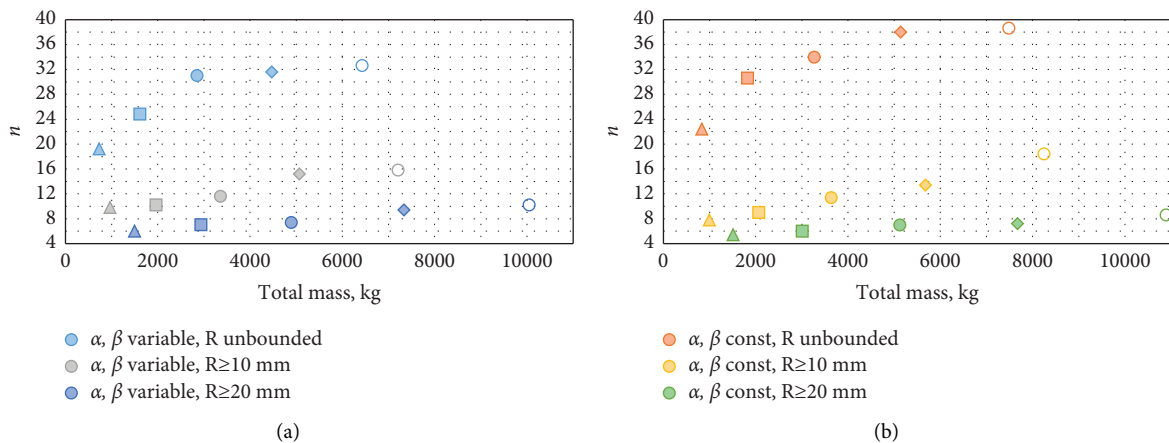 40
36
32
28
24
20
16
12
8
4
n
0 2000 4000 6000 8000 10000
Total mass, kg
α, β variable, R unbounded
α, β variable, R≥10 mm
α, β variable, R≥20 mm
(a)
40
36
32
28
24
20
16
12
8
4
n
0 2000 4000 6000 8000 10000
Total mass, kg
α, β const, R unbounded
α, β const, R≥10 mm
α, β const, R≥20 mm
(b)